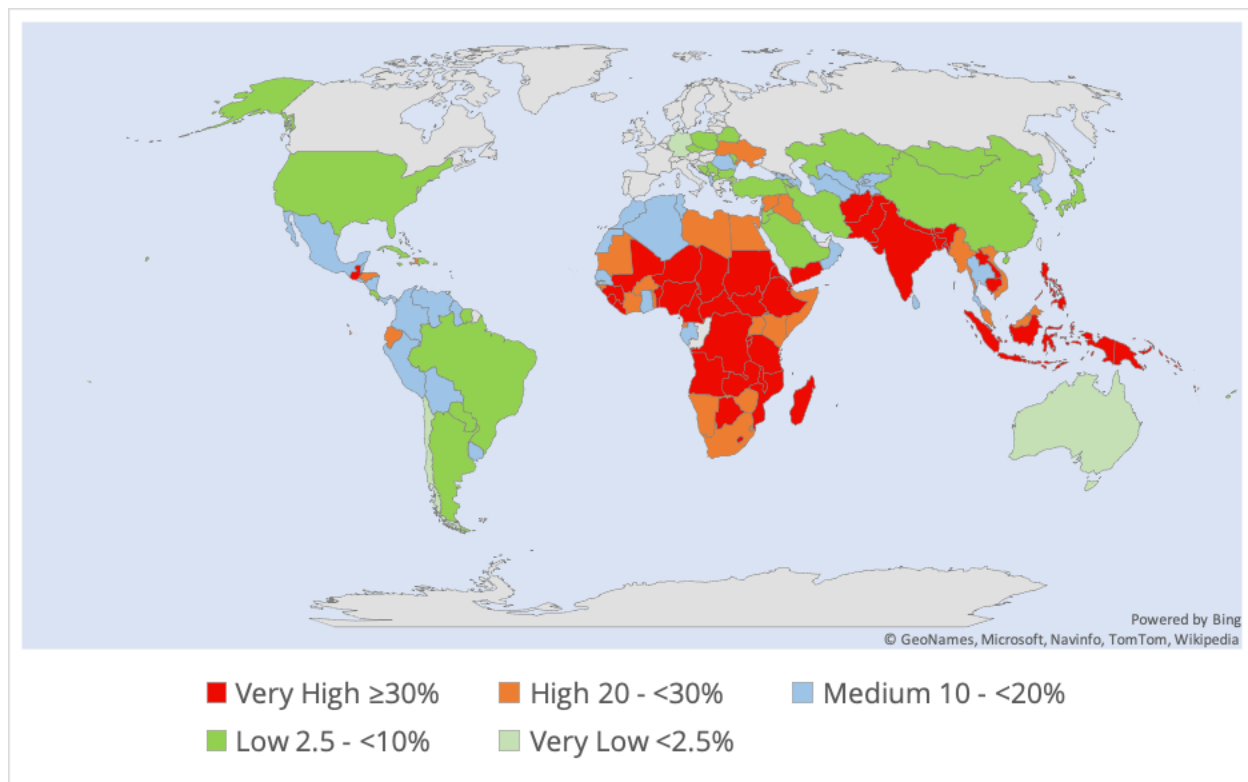 Powered by Bing
© GeoNames, Microsoft, Navinfo, TomTom, Wikipedia
Very High ≥30% High 20 - <30% Medium 10 - <20%
Low 2.5 - <10% Very Low <2.5%